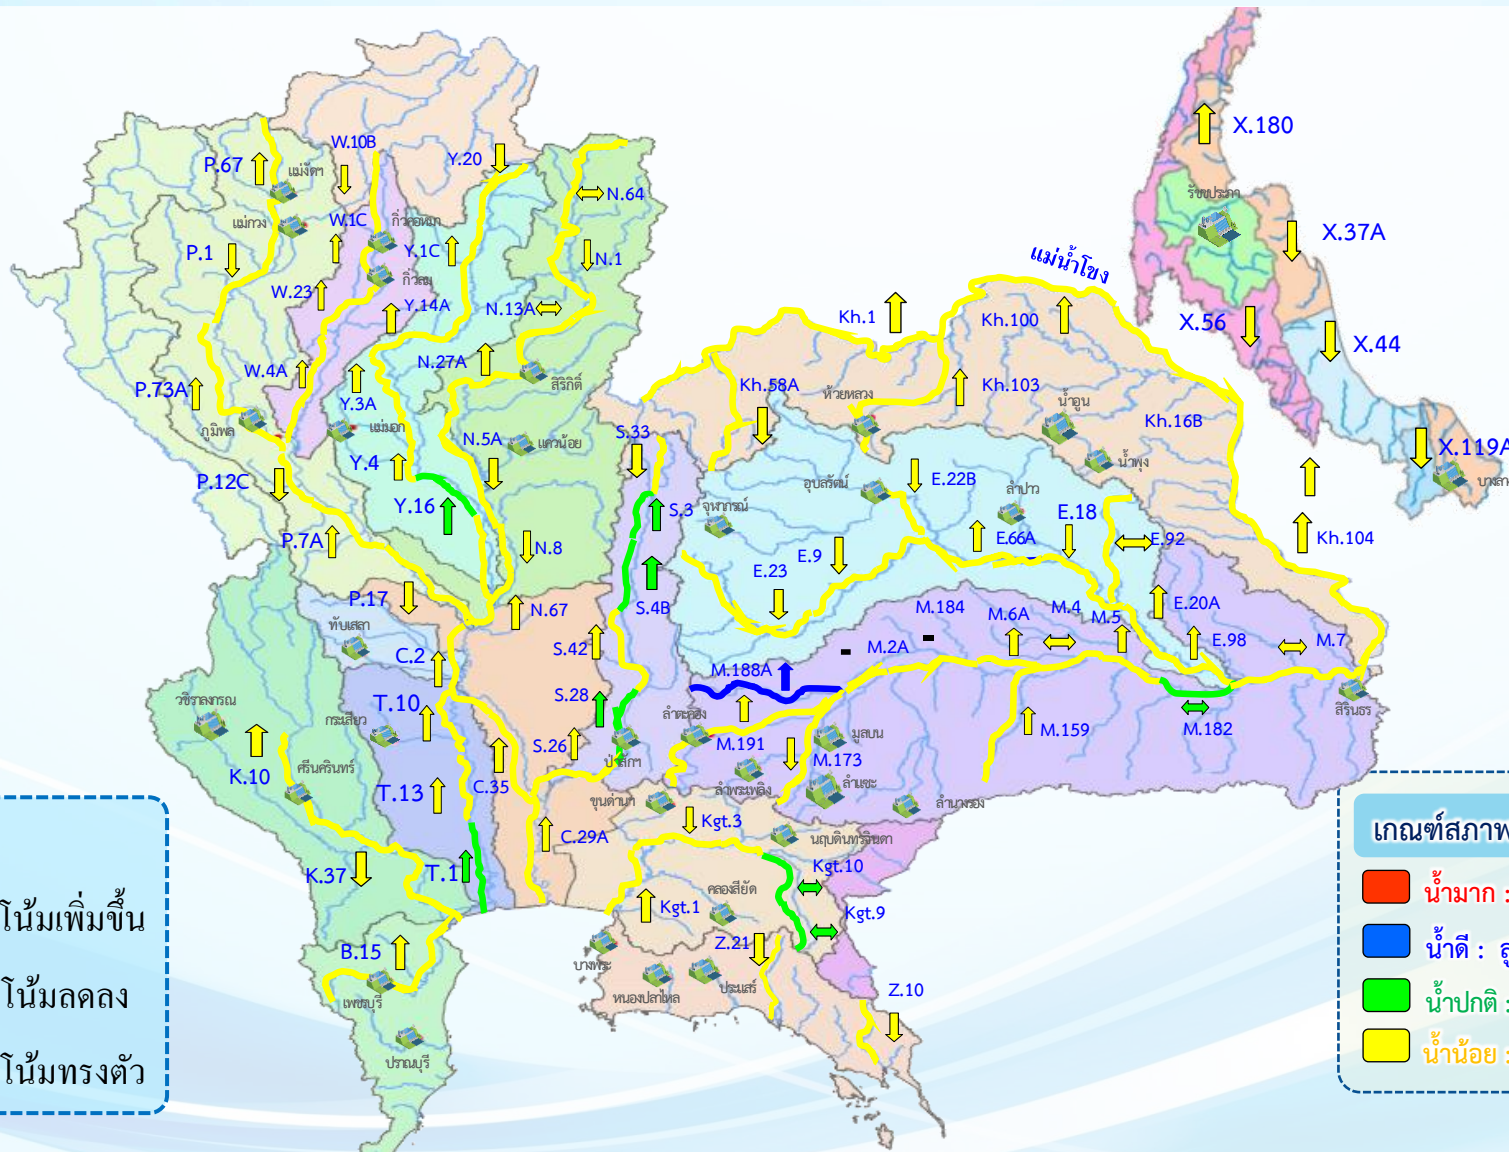 W.10B
Y.20
P.67
แม่งัดฯ
N.64
X.180
รัชชประภา
แม่กวง
W.1C
กิ่วคอหมา
X.37A
P.1
Y.1C
N.1
แม่น้ำโขง
กิ่วลม
W.23
Y.14A
N.13A
Kh.1
Kh.100
X.56
X.44
N.27A
W.4A
สิริกิติ์
P.73A
Y.3A
Kh.58A
ห้วยหลวง
Kh.103
น้ำอูน
Kh.16B
ภูมิพล
แม่มอก
N.5A
แควน้อย
S.33
X.119A
Y.4
น้ำพุง
P.12C
อุบลรัตน์
E.22B
ลำปาว
Y.16
จุฬาภรณ์
S.3
E.18
P.7A
N.8
E.9
E.66A
E.92
Kh.104
E.23
P.17
N.67
S.4B
M.184
M.6A
M.4
M.5
E.20A
ทับเสลา
S.42
M.2A
E.98
M.7
C.2
M.188A
วชิราลงกรณ
T.10
S.28
ลำตะคอง
สิรินธร
กระเสียว
M.191
มูลบน
M.159
M.182
S.26
ป่าสักฯ
K.10
ศรีนครินทร์
M.173
T.13
C.35
ลำพระเพลิง
ลำแชะ
ขุนด่านฯ
ลำนางรอง
Kgt.3
C.29A
นฤบดินทรจินดา
เกณฑ์สภาพ
K.37
T.1
Kgt.10
คลองสียัด
น้ำมาก :
Kgt.1
Kgt.9
โน้มเพิ่มขึ้น
B.15
Z.21
น้ำดี :
บางพระ
เพชรบุรี
หนองปลาไหล
ประแสร์
Z.10
โน้มลดลง
น้ำปกติ :
ปราณบุรี
น้ำน้อย :
โน้มทรงตัว